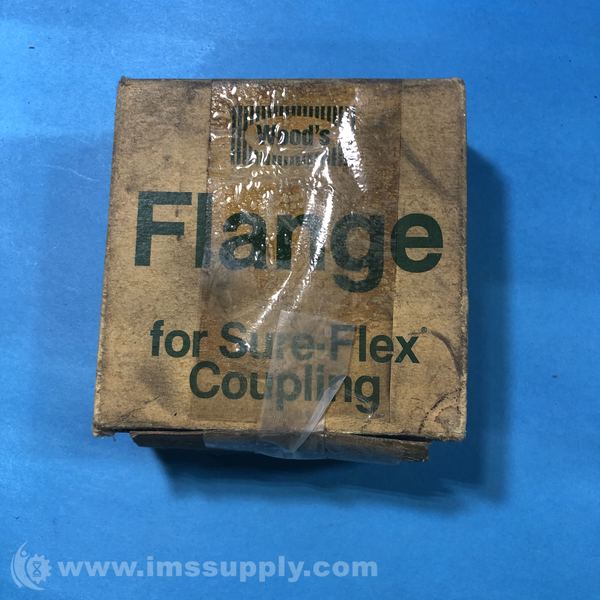 Wood's
Flange
for Sure-Flex®
Coupling
www.imssupply.com